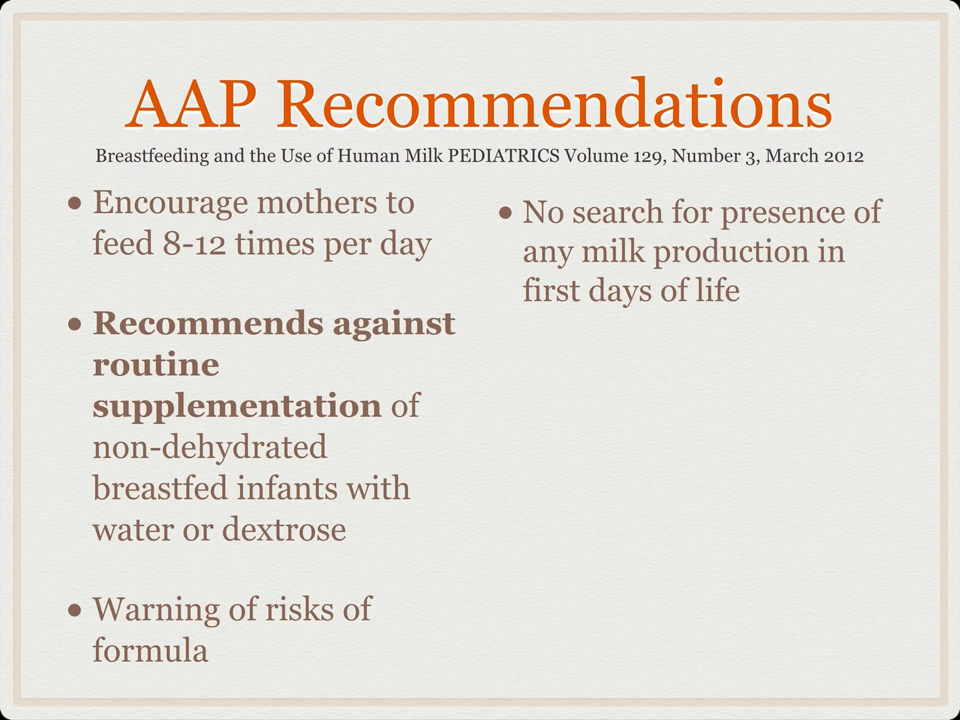 AAP Recommendations
Breastfeeding and the Use of Human Milk PEDIATRICS Volume 129, Number 3, March 2012
• Encourage mothers to
feed 8-12 times per day
• Recommends against
routine
supplementation of
non-dehydrated
breastfed infants with
water or dextrose
• Warning of risks of
formula
• No search for presence of
any milk production in
first days of life